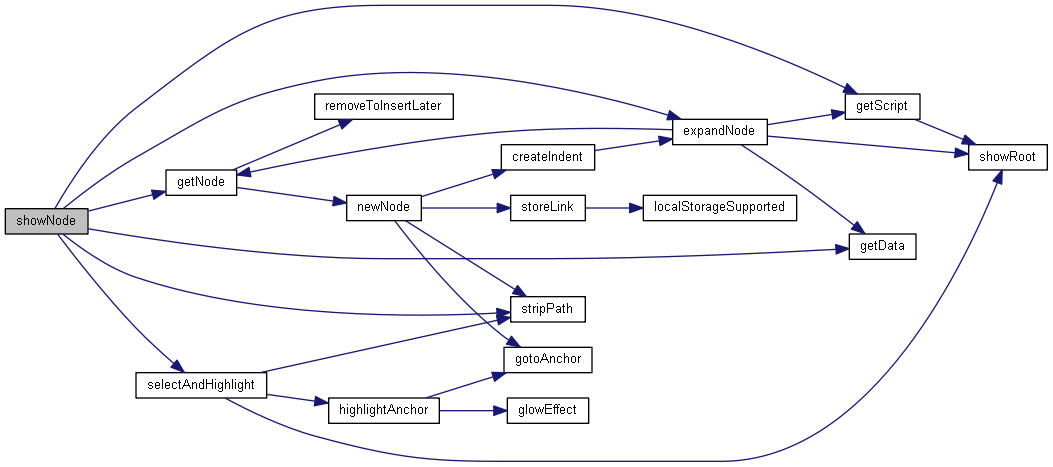 removeToInsertLater
getScript
expandNode
createIndent
showRoot
getNode
newNode
storeLink
localStorageSupported
showNode
getData
stripPath
gotoAnchor
selectAndHighlight
highlightAnchor
glowEffect